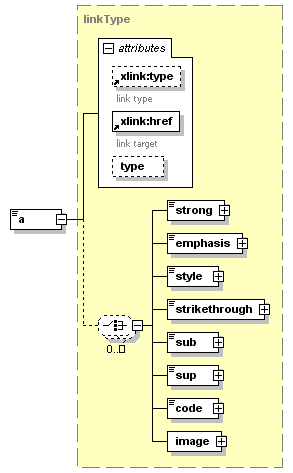 linkType
attributes
xlink:type
link type
xlink:href
link target
type
a
strong
emphasis
style
strikethrough
sub
sup
code
image
0..